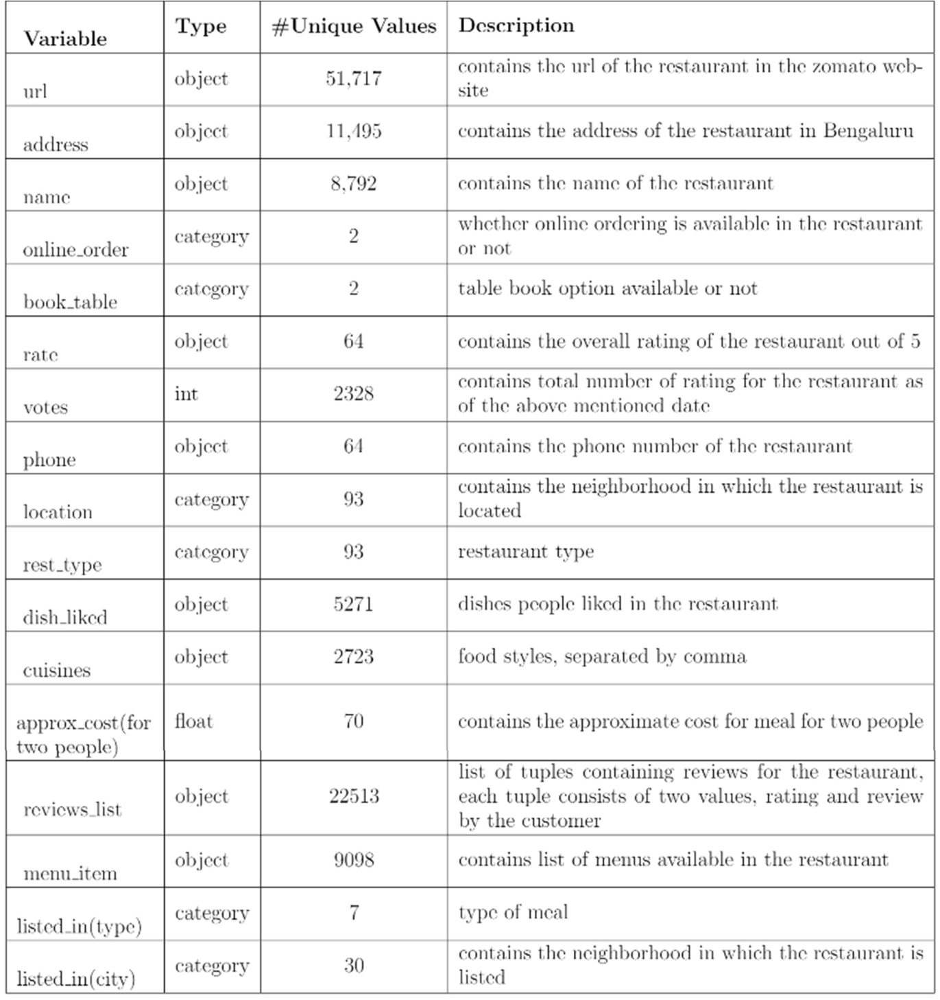 Variable Type #Unique Values Description
url object 51,717 contains the url of the restaurant in the zomato web-
site
address object 11,495 contains the address of the restaurant in Bengaluru
name object 8,792 contains the name of the restaurant
online_order category 2 whether online ordering is available in the restaurant
or not
book_table category 2 table book option available or not
rate object 64 contains the overall rating of the restaurant out of 5
votes int 2328 contains total number of rating for the restaurant as
of the above mentioned date
phone object 64 contains the phone number of the restaurant
location category 93 contains the neighborhood in which the restaurant is
located
rest_type category 93 restaurant type
dish_liked object 5271 dishes people liked in the restaurant
cuisines object 2723 food styles, separated by comma
approx_cost(for float 70 contains the approximate cost for meal for two people
two people)
list of tuples containing reviews for the restaurant,
reviews_list object 22513 each tuple consists of two values, rating and review
by the customer
menu_item object 9098 contains list of menus available in the restaurant
listed_in(type) category 7 type of meal
listed_in(city) category 30 contains the neighborhood in which the restaurant is
listed